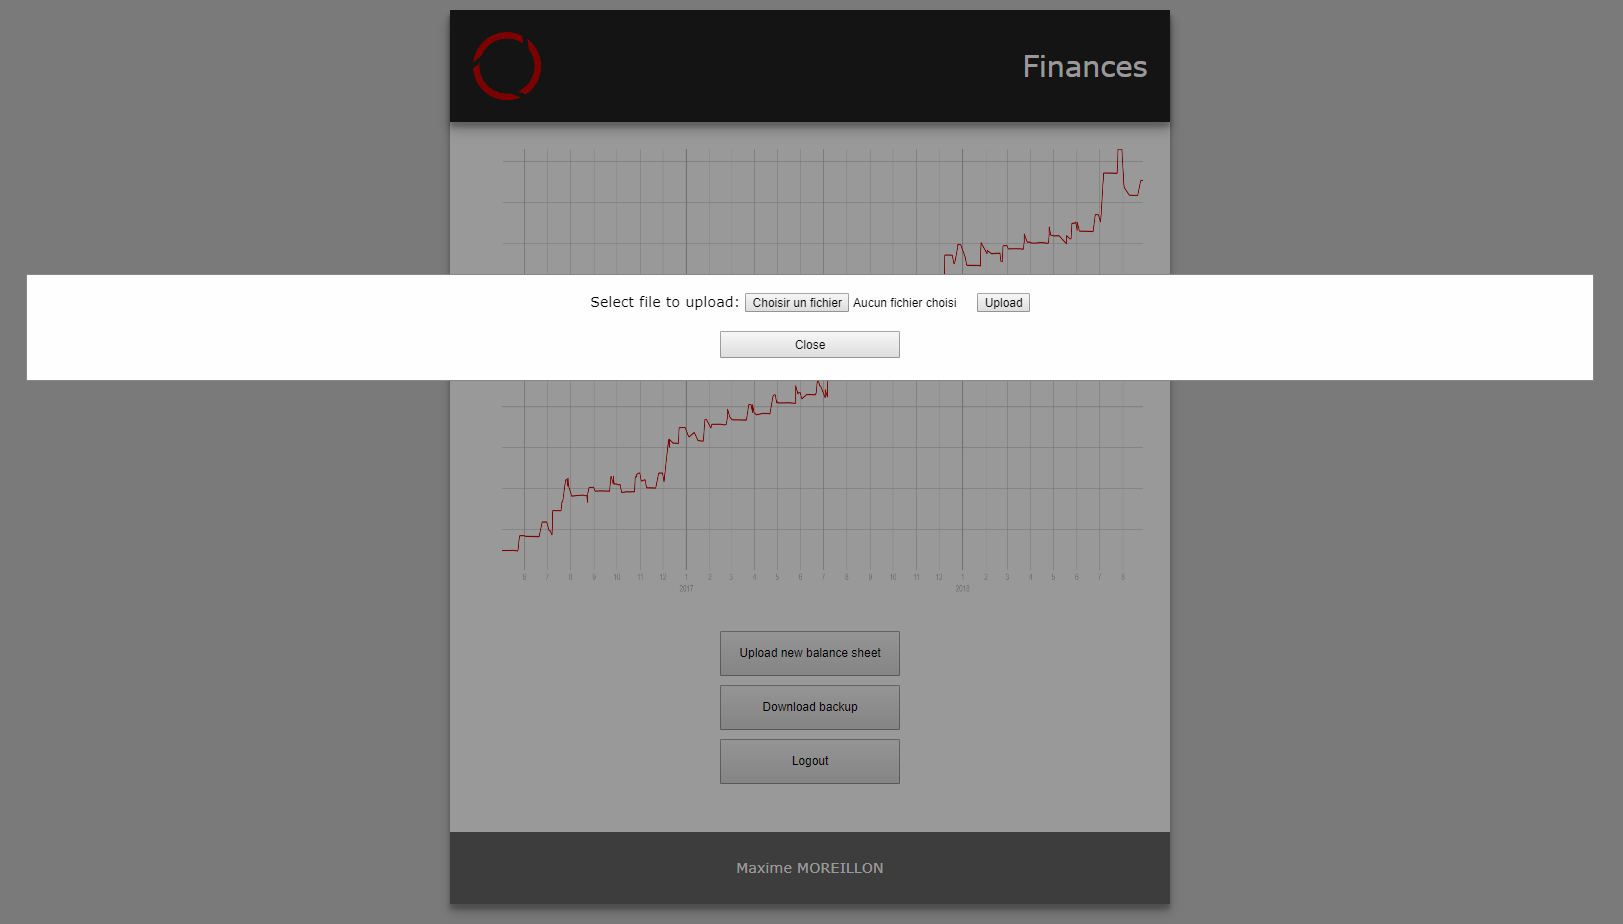 Finances
Select file to upload: Choisir un fichier Aucun fichier choisi Upload
Close
6 7 8 9 10 11 12 1 2 3 4 5 6 7 8 9 10 11 12 1 2 3 4 5 6 7 8
2017 2018
Upload new balance sheet
Download backup
Logout
Maxime MOREILLON